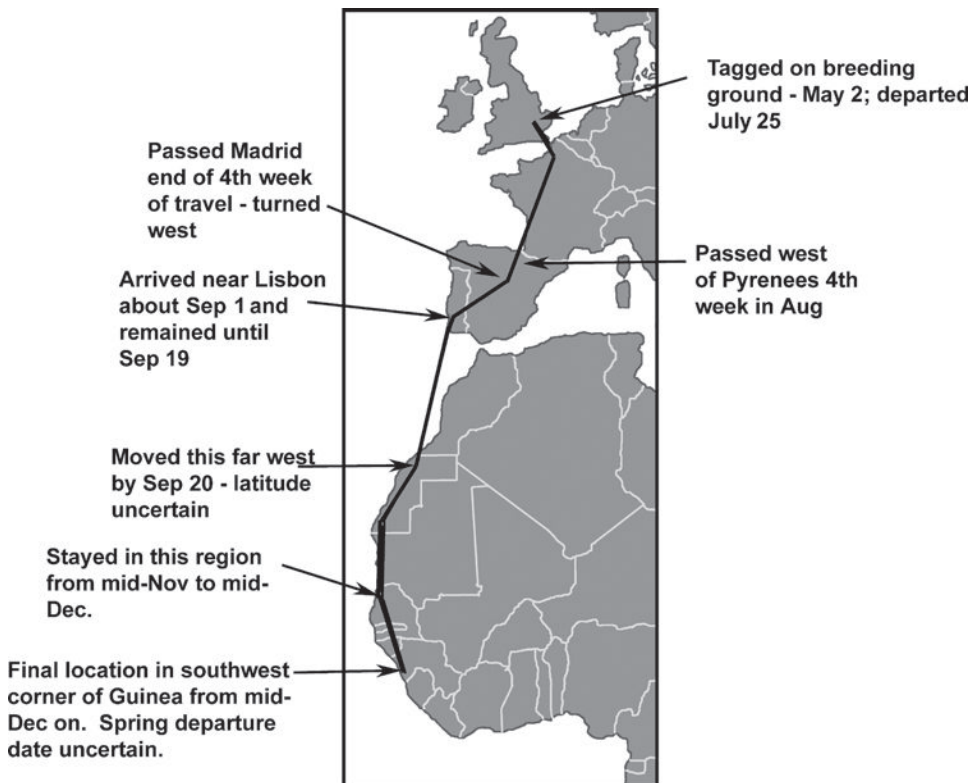 Tagged on breeding
ground - May 2; departed
July 25
Passed Madrid
end of 4th week
of travel - turned
west
Passed west
of Pyrenees 4th
week in Aug
Arrived near Lisbon
about Sep 1 and
remained until
Sep 19
Moved this far west
by Sep 20 - latitude
uncertain
Stayed in this region
from mid-Nov to mid-
Dec.
Final location in southwest
corner of Guinea from mid-
Dec on. Spring departure
date uncertain.